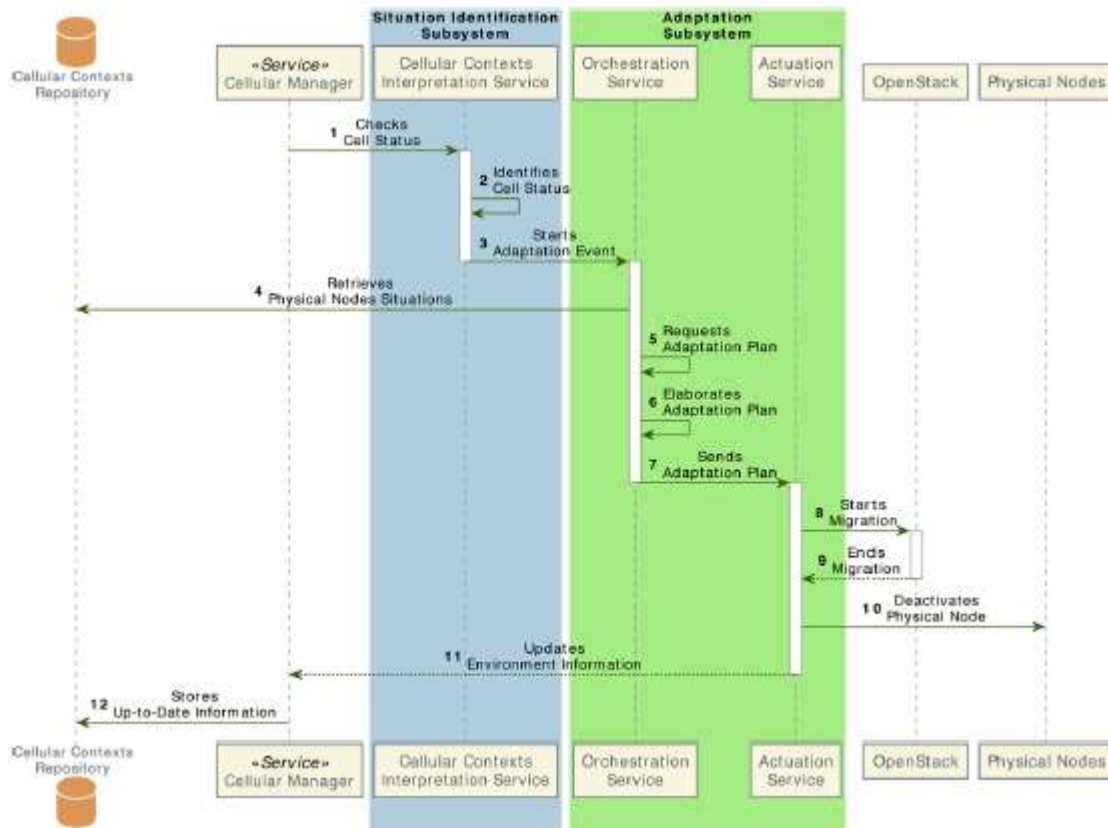 Situation Identification
Subsystem
Adaptation
Subsystem
Cellular Contexts
Repository
«Service»
Cellular Manager
Cellular Contexts
Interpretation Service
Orchestration
Service
Actuation
Service
OpenStack
Physical Nodes
1 Checks
Cell Status
2 Identifies
Cell Status
3 Starts
Adaptation Event
4 Retrieves
Physical Nodes Situations
5 Requests
Adaptation Plan
6 Elaborates
Adaptation Plan
7 Sends
Adaptation Plan
8 Starts
Migration
9 Ends
Migration
10 Deactivates
Physical Node
11 Updates
Environment Information
12 Stores
Up-to-Date Information
Cellular Contexts
Repository
«Service»
Cellular Manager
Cellular Contexts
Interpretation Service
Orchestration
Service
Actuation
Service
OpenStack
Physical Nodes